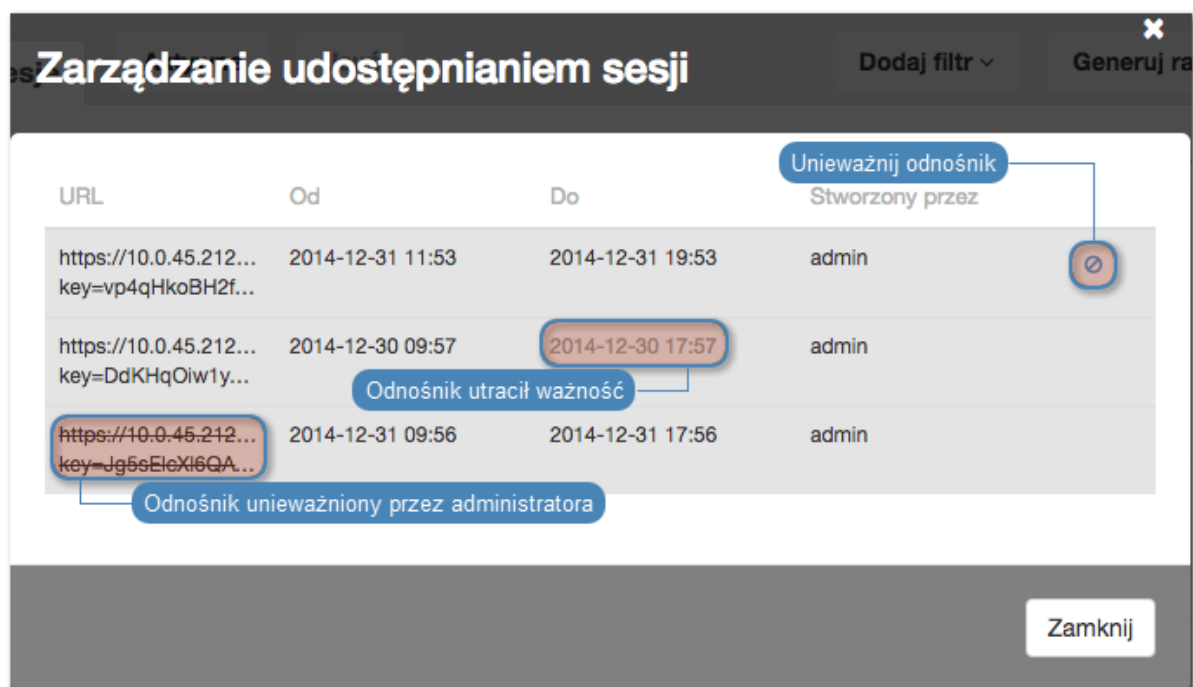 Zarządzanie udostępnianiem sesji
Dodaj filtr
Generuj ra
Unieważnij odnośnik
URL Od Do Stworzony przez
https://10.0.45.212... 2014-12-31 11:53 2014-12-31 19:53 admin
key=vp4qHkoBH2f...
https://10.0.45.212... 2014-12-30 09:57 2014-12-30 17:57 admin
key=DdKHqOiw1y...
Odnośnik utracił ważność
https://10.0.45.212... 2014-12-31 09:56 2014-12-31 17:56 admin
key=Jg5sElcXl6QA...
Odnośnik unieważniony przez administratora
Zamknij